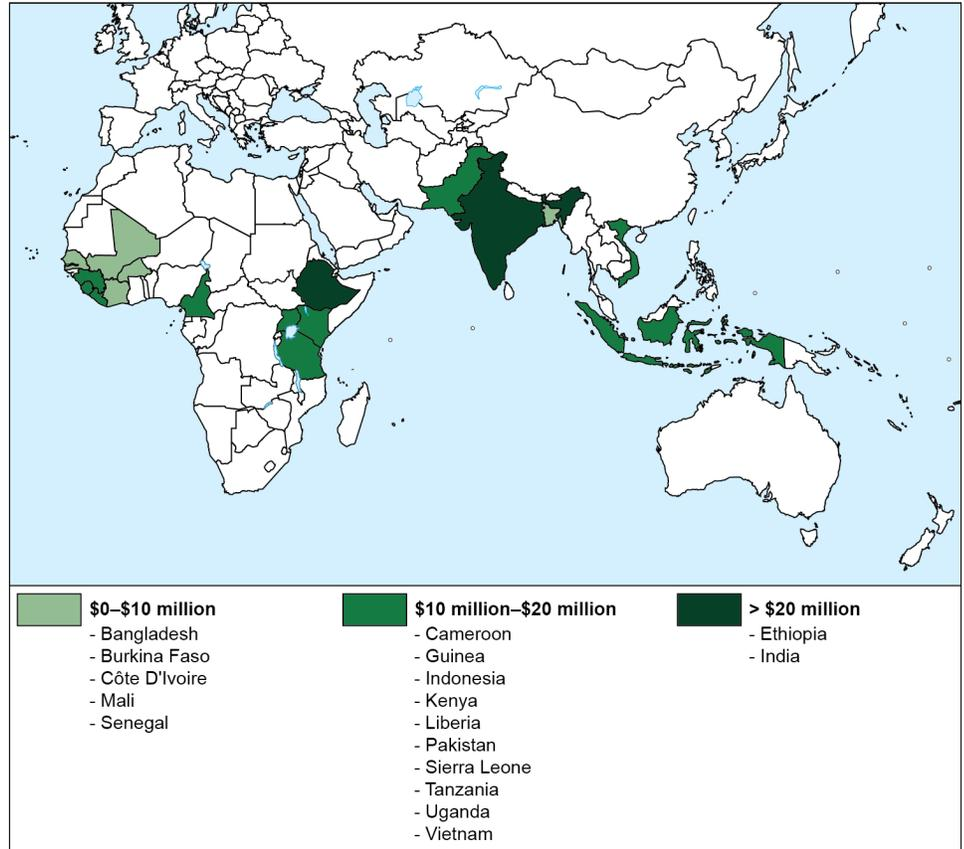 $0–$10 million
- Bangladesh
- Burkina Faso
- Côte D'Ivoire
- Mali
- Senegal
$10 million–$20 million
- Cameroon
- Guinea
- Indonesia
- Kenya
- Liberia
- Pakistan
- Sierra Leone
- Tanzania
- Uganda
- Vietnam
> $20 million
- Ethiopia
- India